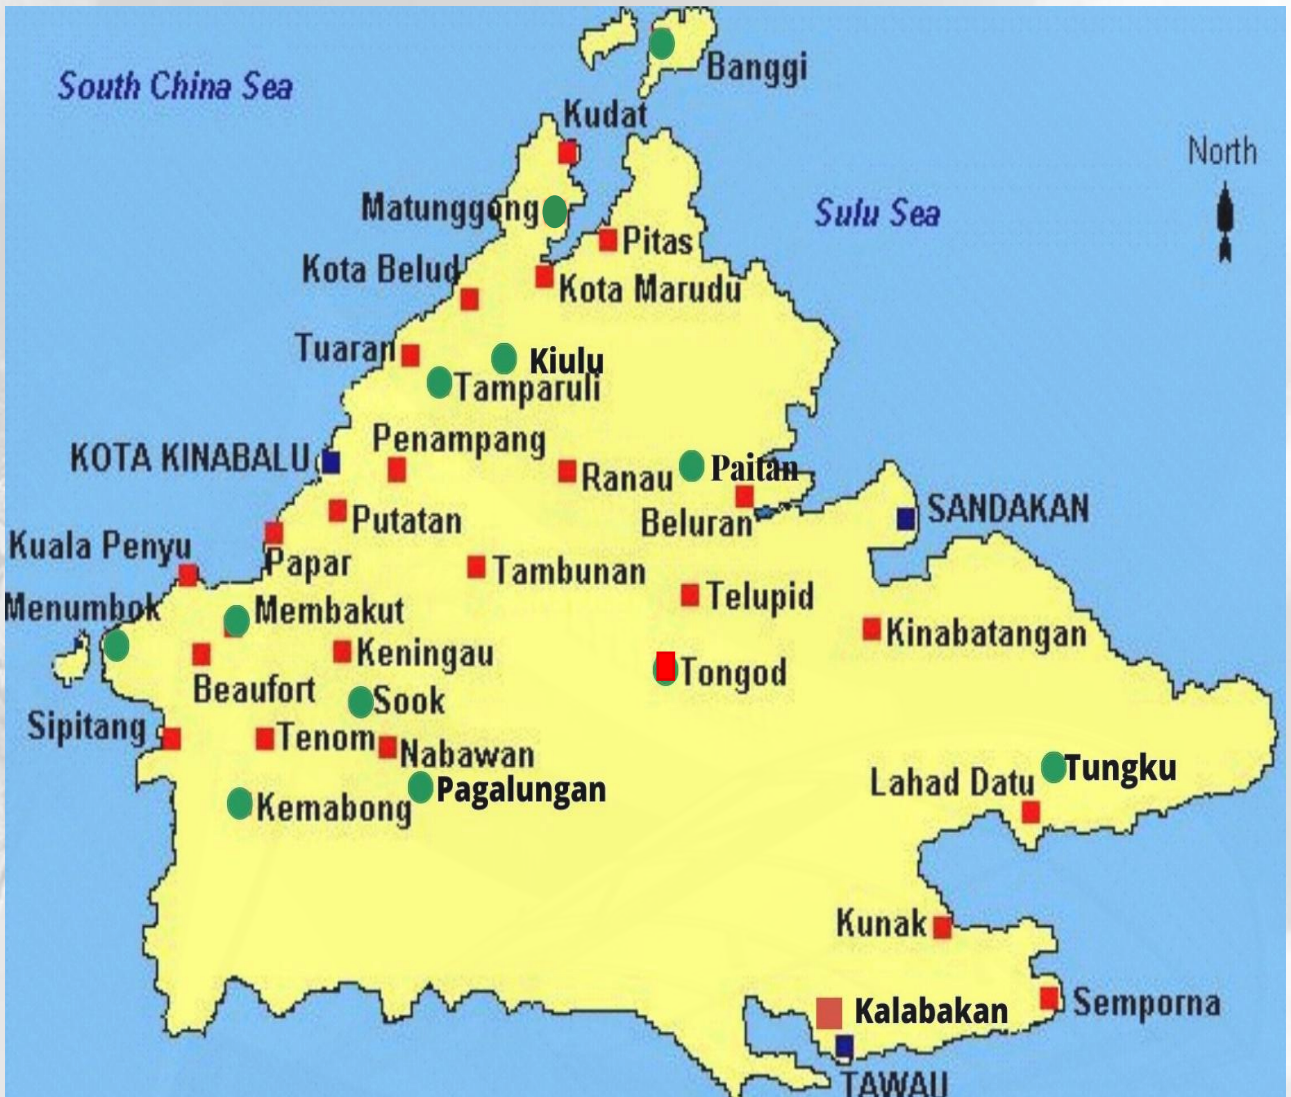 Banggi
South China Sea
Kudat
North
Matunggong
Sulu Sea
Pitas
Kota Belud
Kota Marudu
Tuaran
Kiulu
Tamparuli
Penampang
KOTA KINABALU
Ranau
Paitan
SANDAKAN
Putatan
Beluran
Kuala Penyu
Papar
Tambunan
Telupid
Menumbok
Membakut
Kinabatangan
Keningau
Tongod
Beaufort
Sook
Sipitang
Tenom
Nabawan
Tungku
Lahad Datu
Pagalungan
Kemabong
Kunak
Semporna
Kalabakan
TAWAU